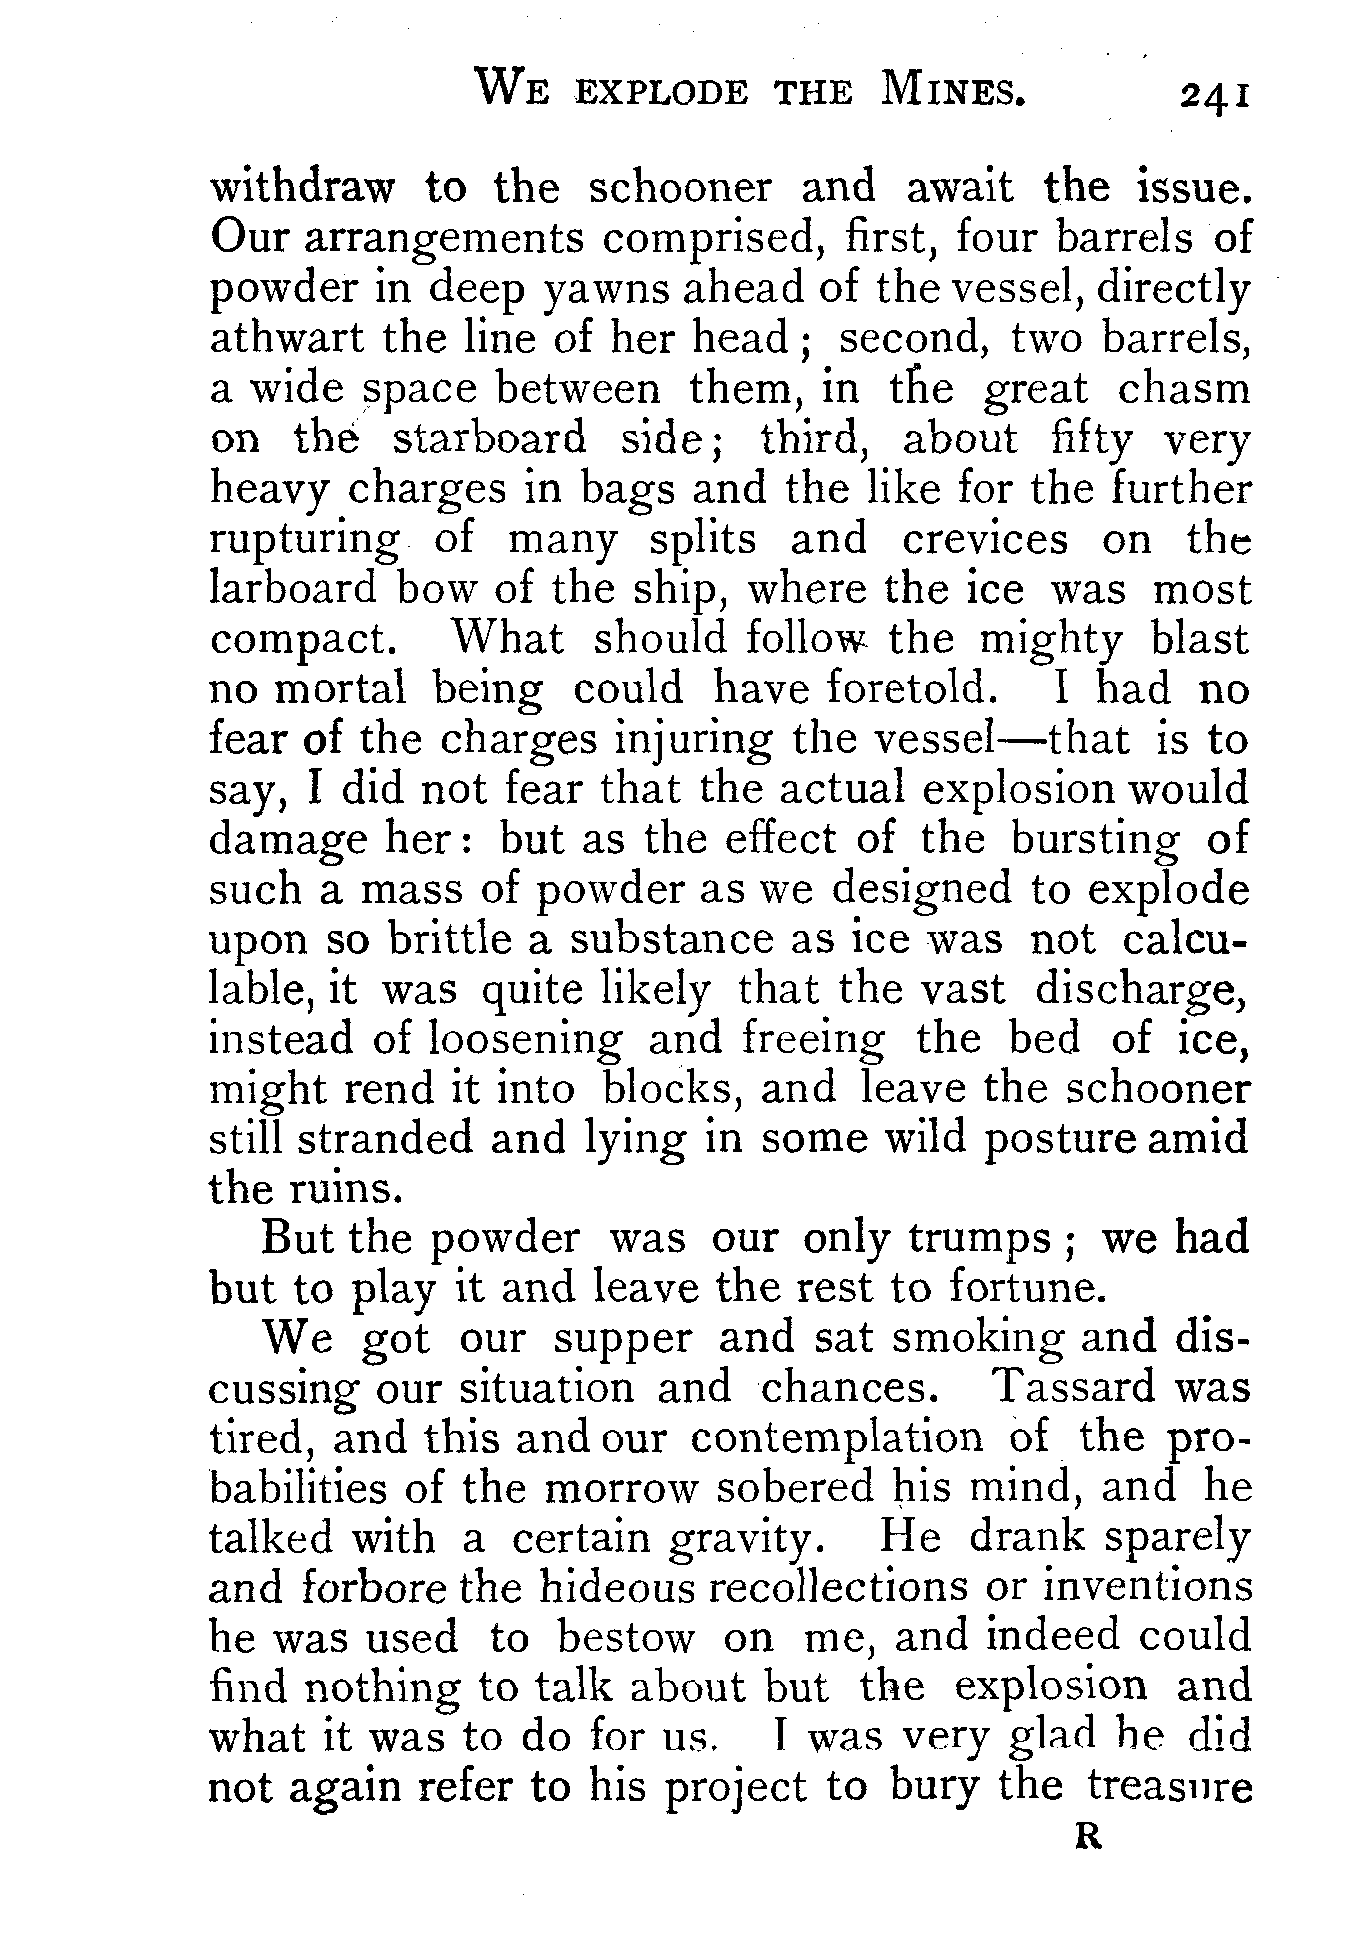 We explode the Mines. 241
withdraw to the schooner and await the issue.
Our arrangements comprised, first, four barrels of
powder in deep yawns ahead of the vessel, directly
athwart the line of her head ; second, two barrels,
a wide space between them, in the great chasm
on the starboard side ; third, about fifty very
heavy charges in bags and the like for the further
rupturing of many splits and crevices on the
larboard bow of the ship, where the ice was most
compact. What should follow the mighty blast
no mortal being could have foretold. I had no
fear of the charges injuring the vessel—that is to
say, I did not fear that the actual explosion would
damage her : but as the effect of the bursting of
such a mass of powder as we designed to explode
upon so brittle a substance as ice was not calcu-
lable, it was quite likely that the vast discharge,
instead of loosening and freeing the bed of ice,
might rend it into blocks, and leave the schooner
still stranded and lying in some wild posture amid
the ruins.
But the powder was our only trumps ; we had
but to play it and leave the rest to fortune.
We got our supper and sat smoking and dis-
cussing our situation and chances. Tassard was
tired, and this and our contemplation of the pro-
babilities of the morrow sobered his mind, and he
talked with a certain gravity. He drank sparely
and forbore the hideous recollections or inventions
he was used to bestow on me, and indeed could
find nothing to talk about but the explosion and
what it was to do for us. I was very glad he did
not again refer to his project to bury the treasure
R